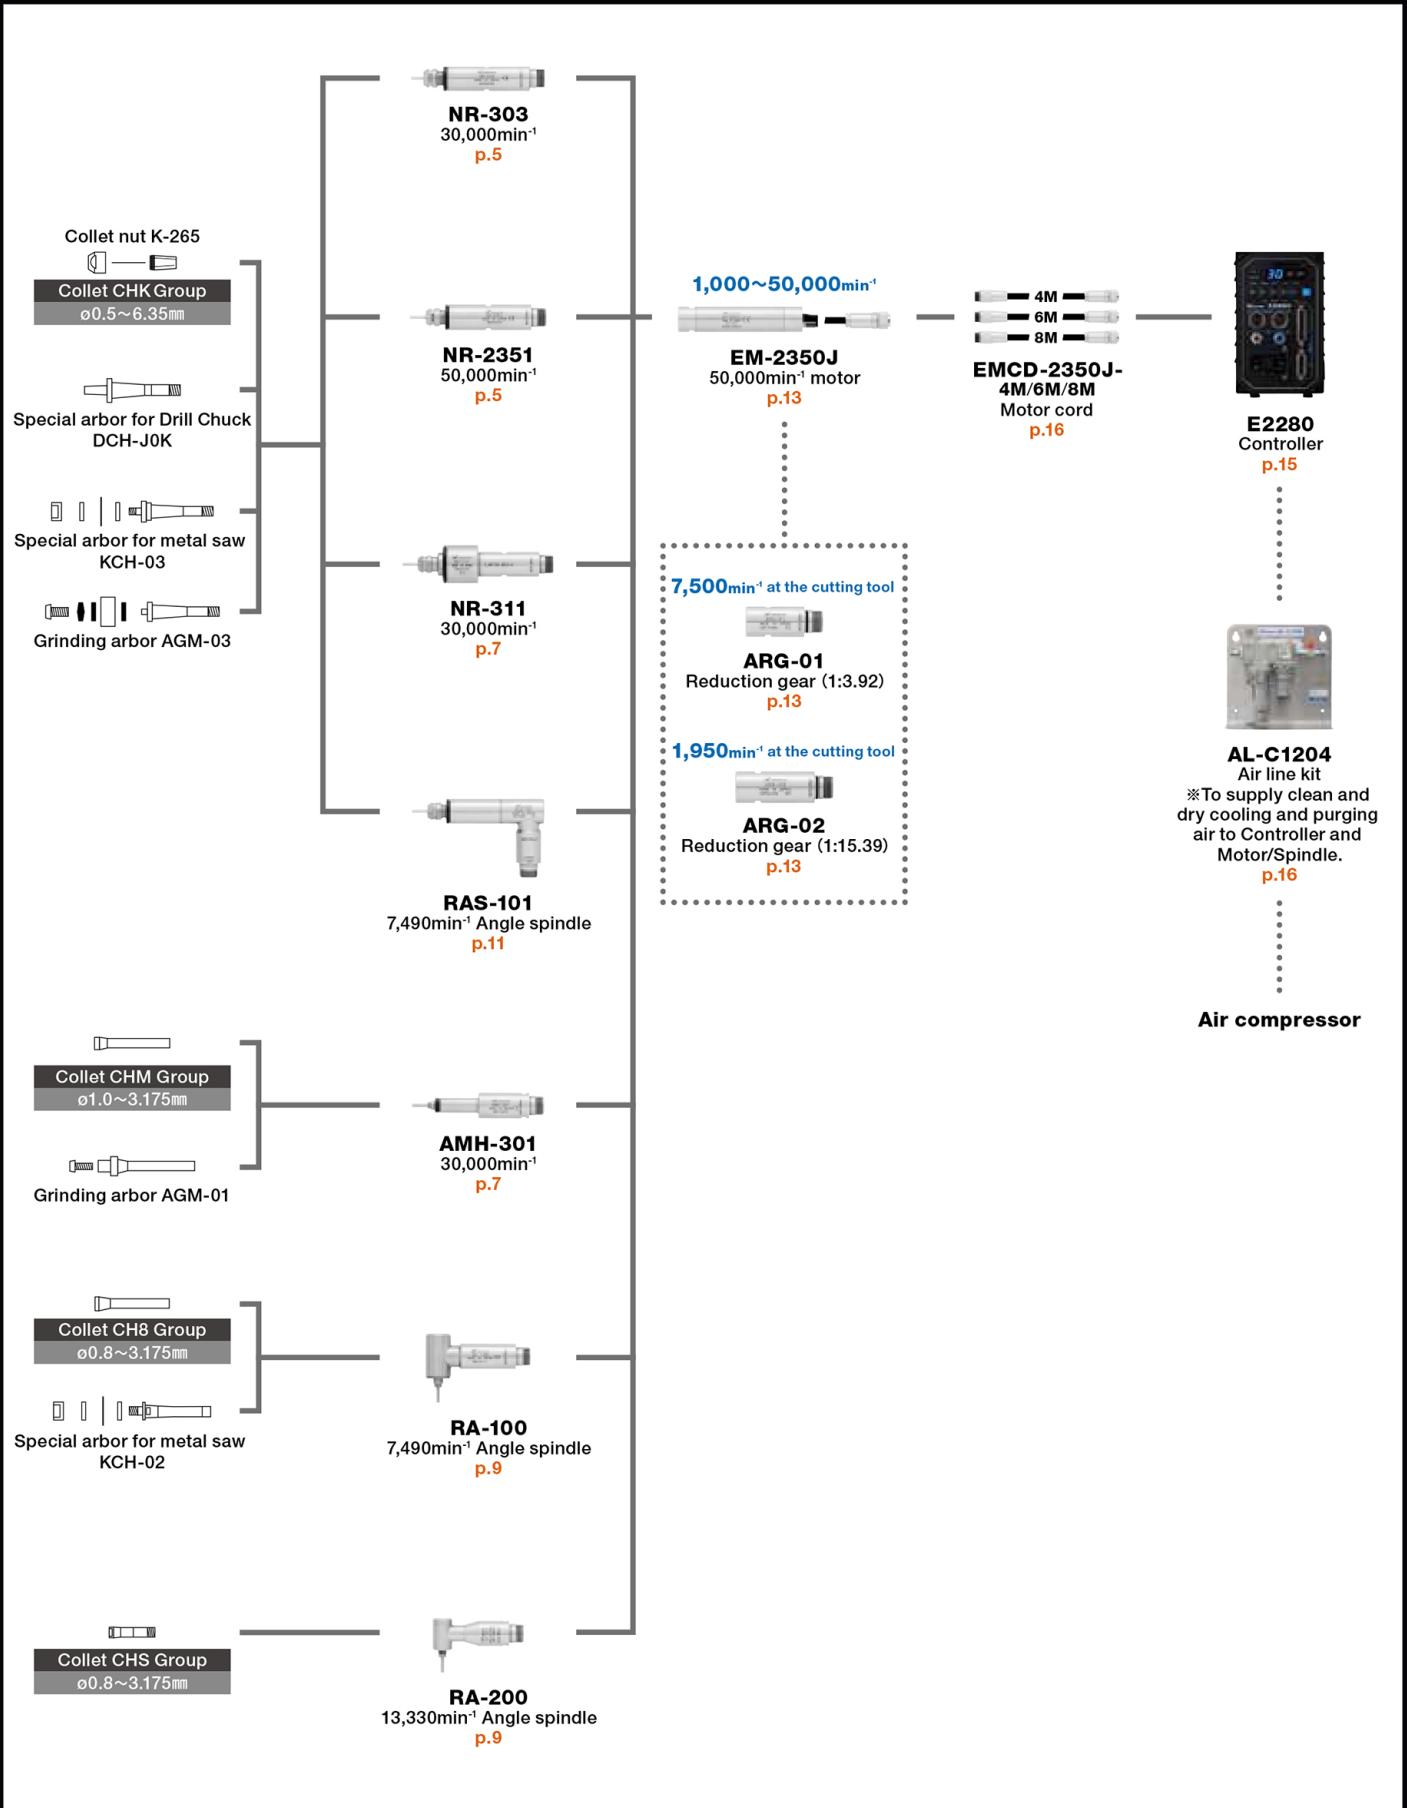 NR-303
30,000min⁻¹
p.5
Collet nut K-265
Collet CHK Group
ø0.5～6.35㎜
Special arbor for Drill Chuck
DCH-J0K
Special arbor for metal saw
KCH-03
Grinding arbor AGM-03
NR-2351
50,000min⁻¹
p.5
NR-311
30,000min⁻¹
p.7
RAS-101
7,490min⁻¹ Angle spindle
p.11
Collet CHM Group
ø1.0～3.175㎜
Grinding arbor AGM-01
AMH-301
30,000min⁻¹
p.7
Collet CH8 Group
ø0.8～3.175㎜
Special arbor for metal saw
KCH-02
RA-100
7,490min⁻¹ Angle spindle
p.9
Collet CHS Group
ø0.8～3.175㎜
RA-200
13,330min⁻¹ Angle spindle
p.9
1,000～50,000min⁻¹
EM-2350J
50,000min⁻¹ motor
p.13
7,500min⁻¹ at the cutting tool
ARG-01
Reduction gear (1:3.92)
p.13
1,950min⁻¹ at the cutting tool
ARG-02
Reduction gear (1:15.39)
p.13
4M
6M
8M
EMCD-2350J-
4M/6M/8M
Motor cord
p.16
30
E2280
Controller
p.15
AL-C1204
Air line kit
※To supply clean and
dry cooling and purging
air to Controller and
Motor/Spindle.
p.16
Air compressor